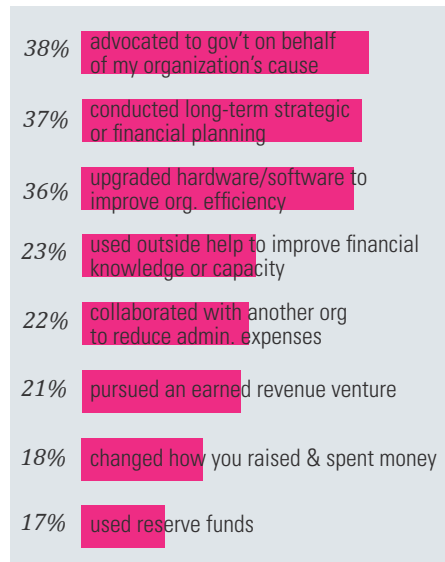 38% advocated to gov't on behalf
of my organization's cause
37% conducted long-term strategic
or financial planning
36% upgraded hardware/software to
improve org. efficiency
23% used outside help to improve financial
knowledge or capacity
22% collaborated with another org
to reduce admin. expenses
21% pursued an earned revenue venture
18% changed how you raised & spent money
17% used reserve funds